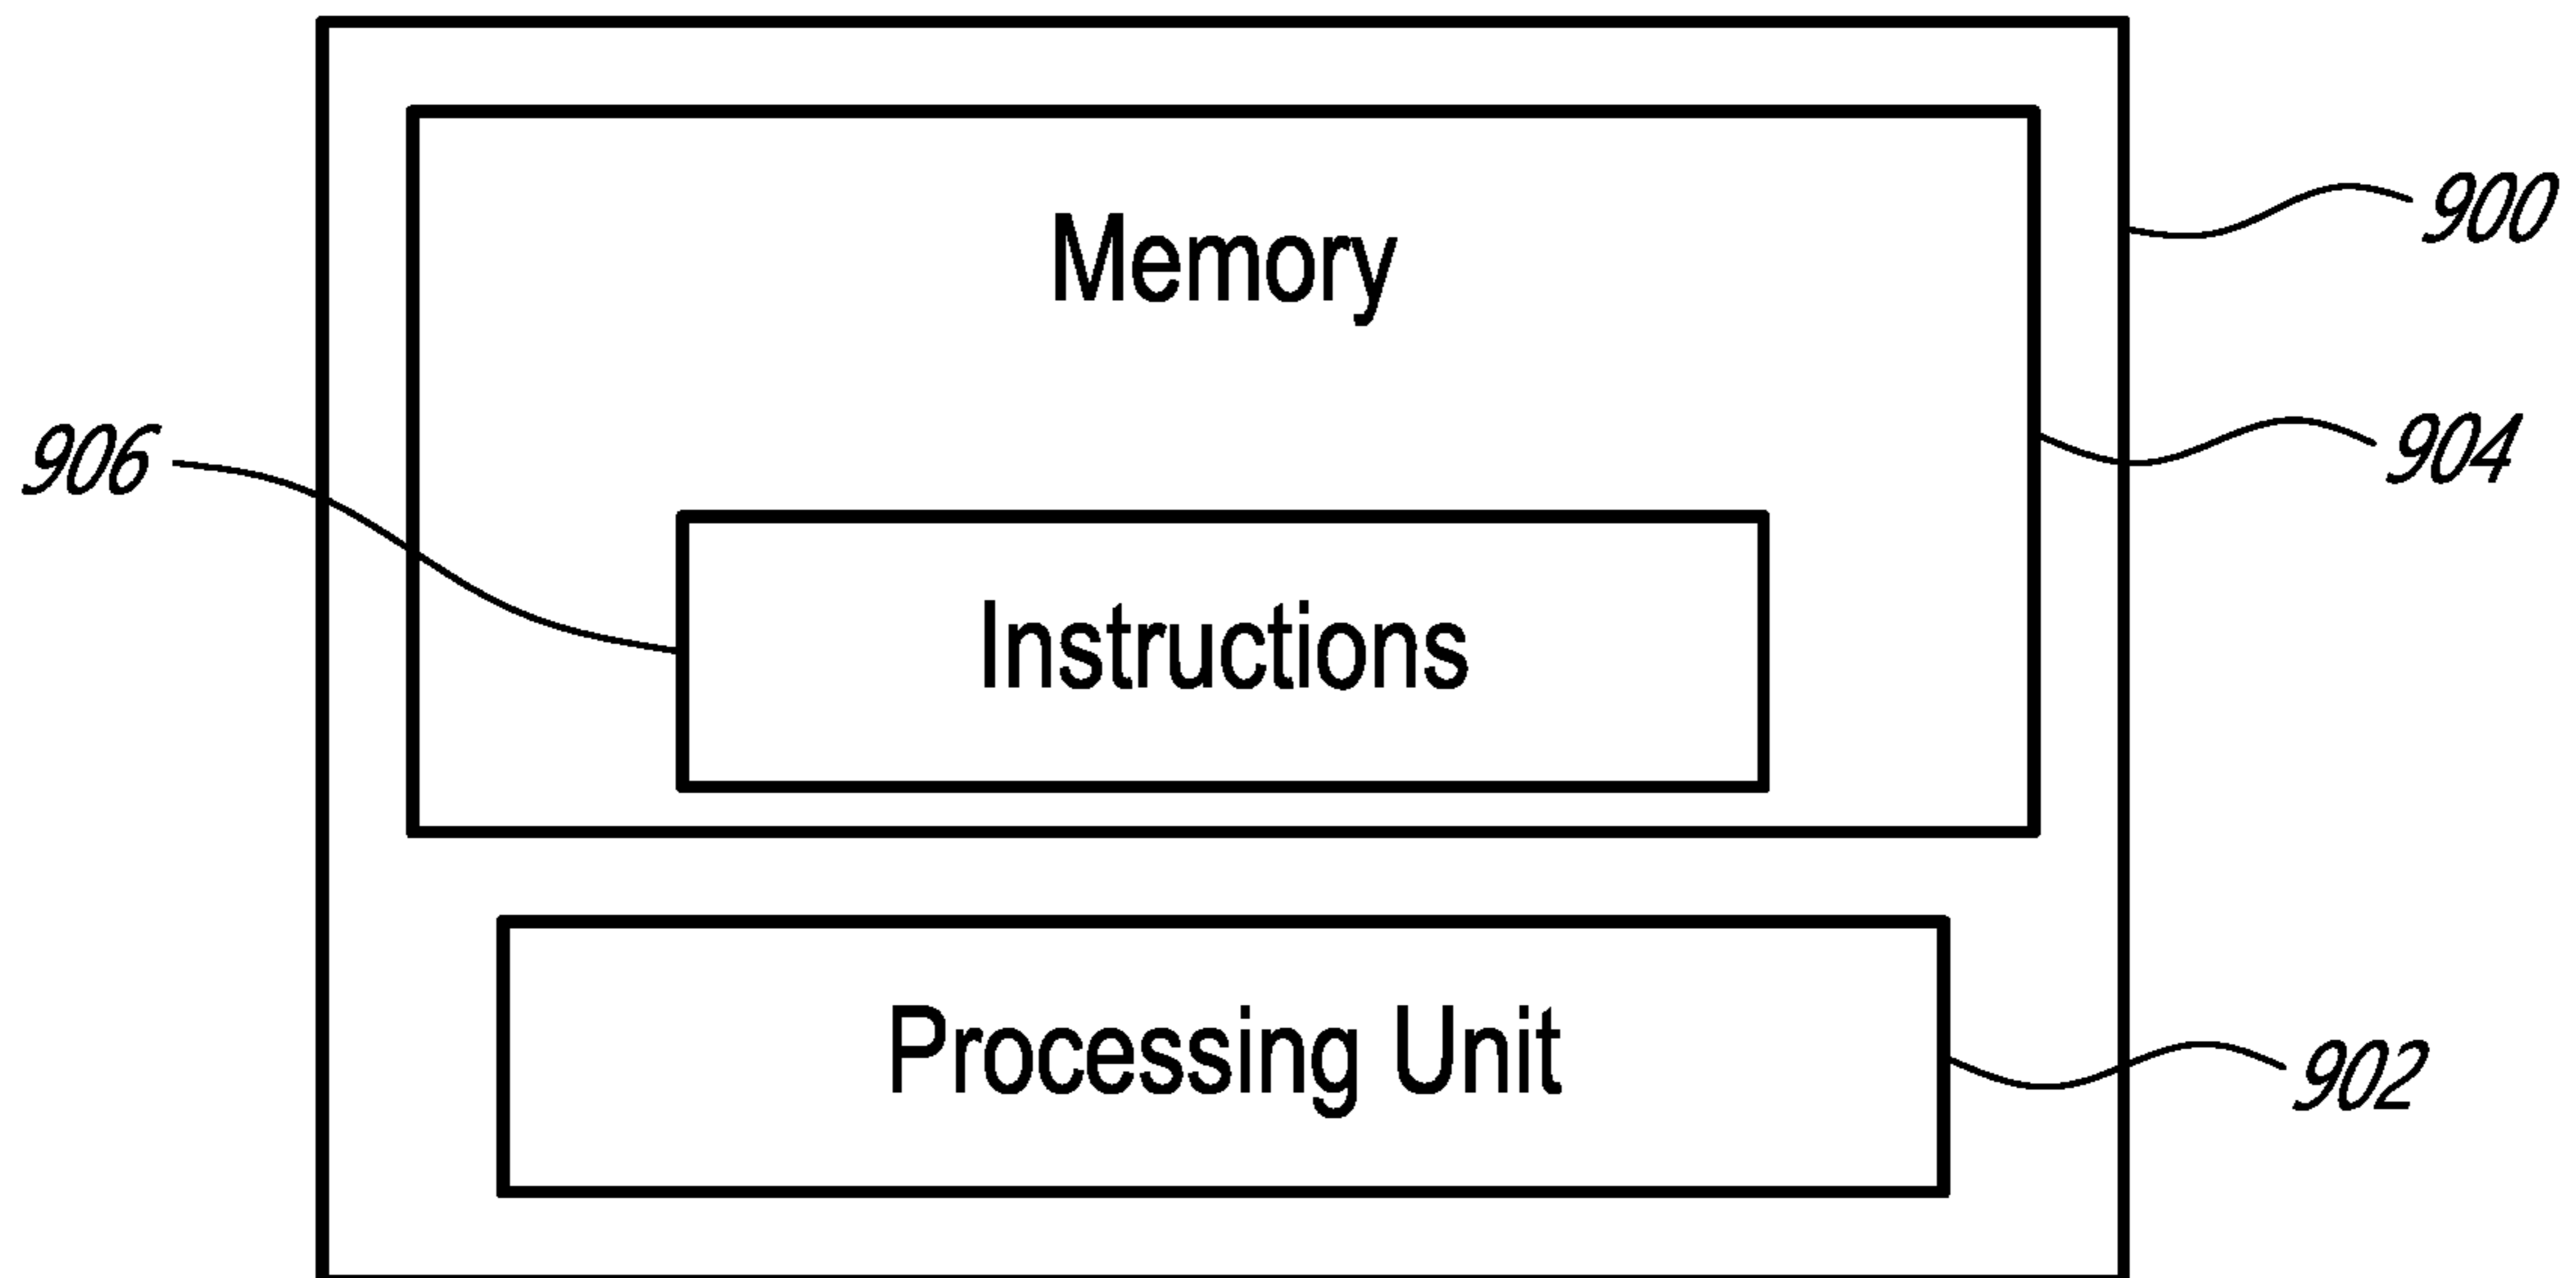 Memory
900
904
906
Instructions
Processing Unit
902